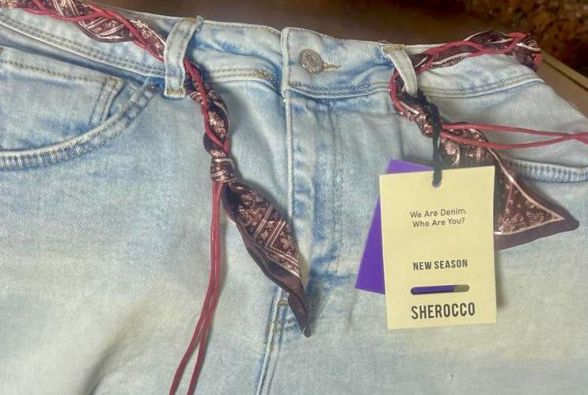 We Are Denim.
Who Are You?
NEW SEASON
SHEROCCO